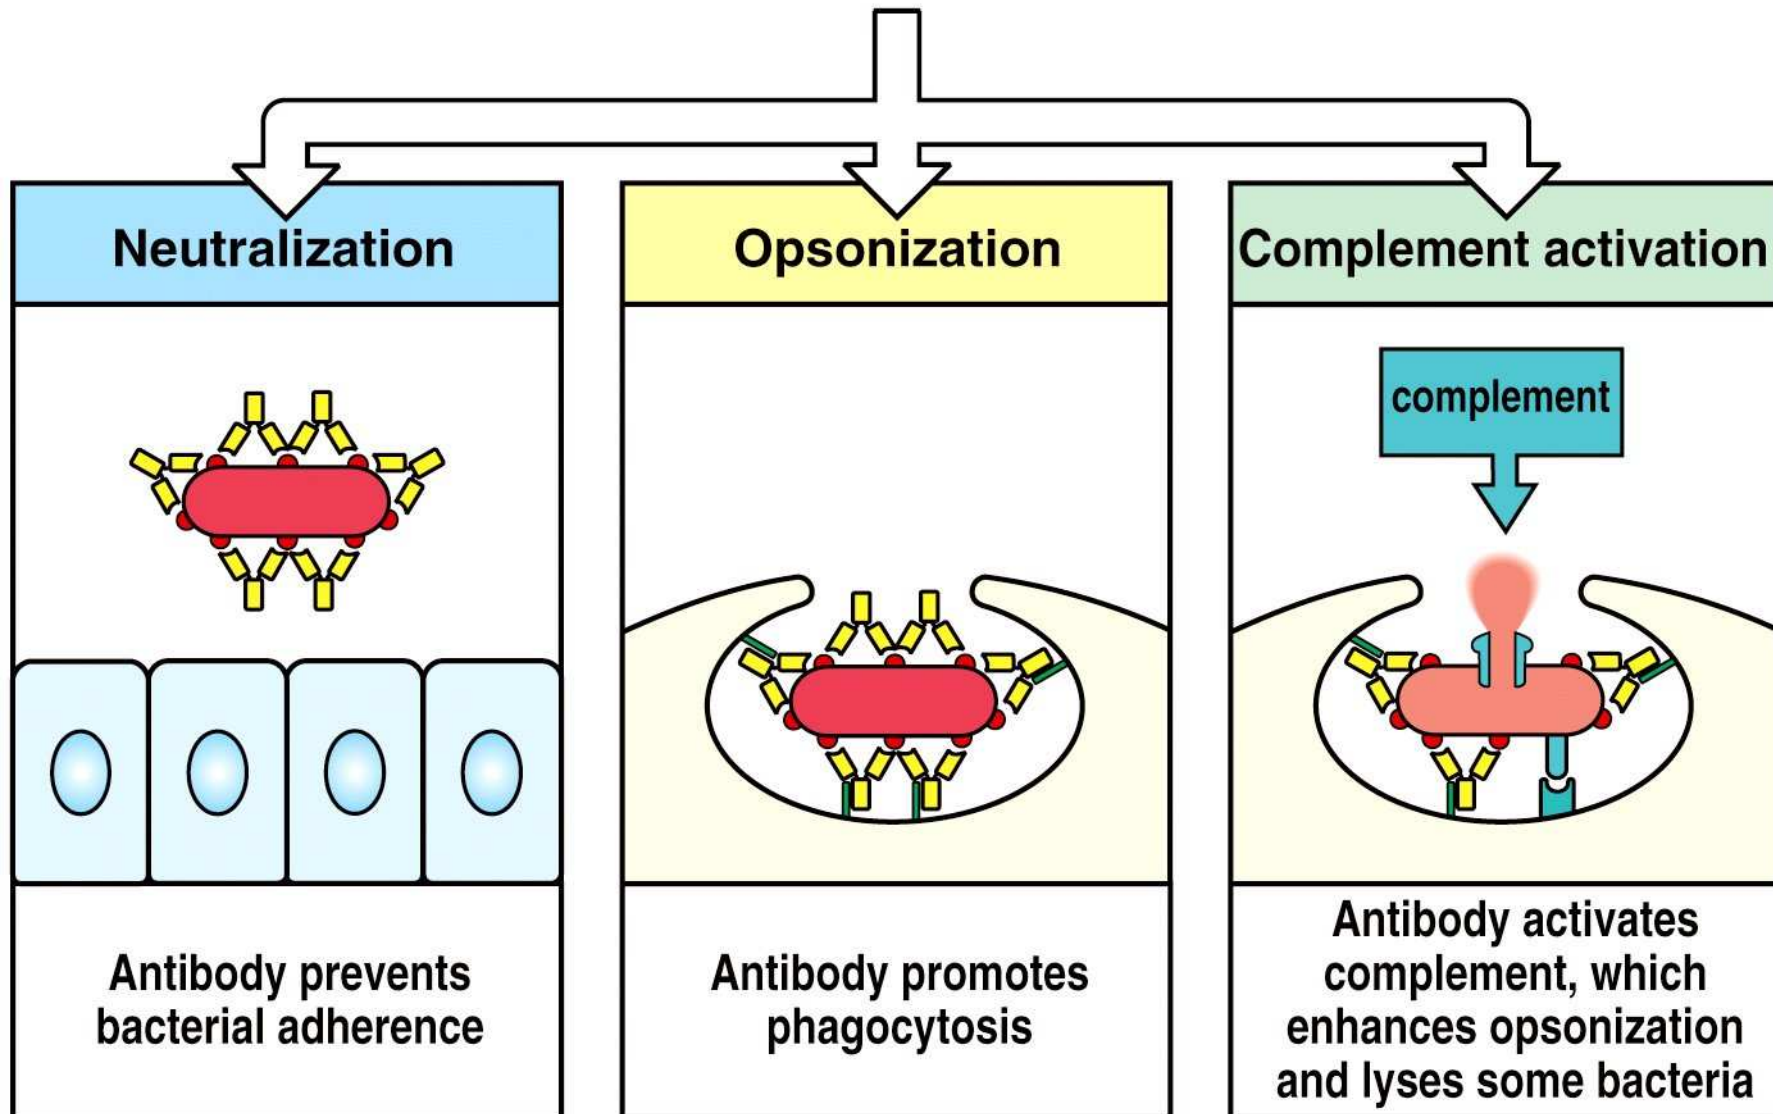 Neutralization
Opsonization
Complement activation
complement
Antibody prevents
bacterial adherence
Antibody promotes
phagocytosis
Antibody activates
complement, which
enhances opsonization
and lyses some bacteria